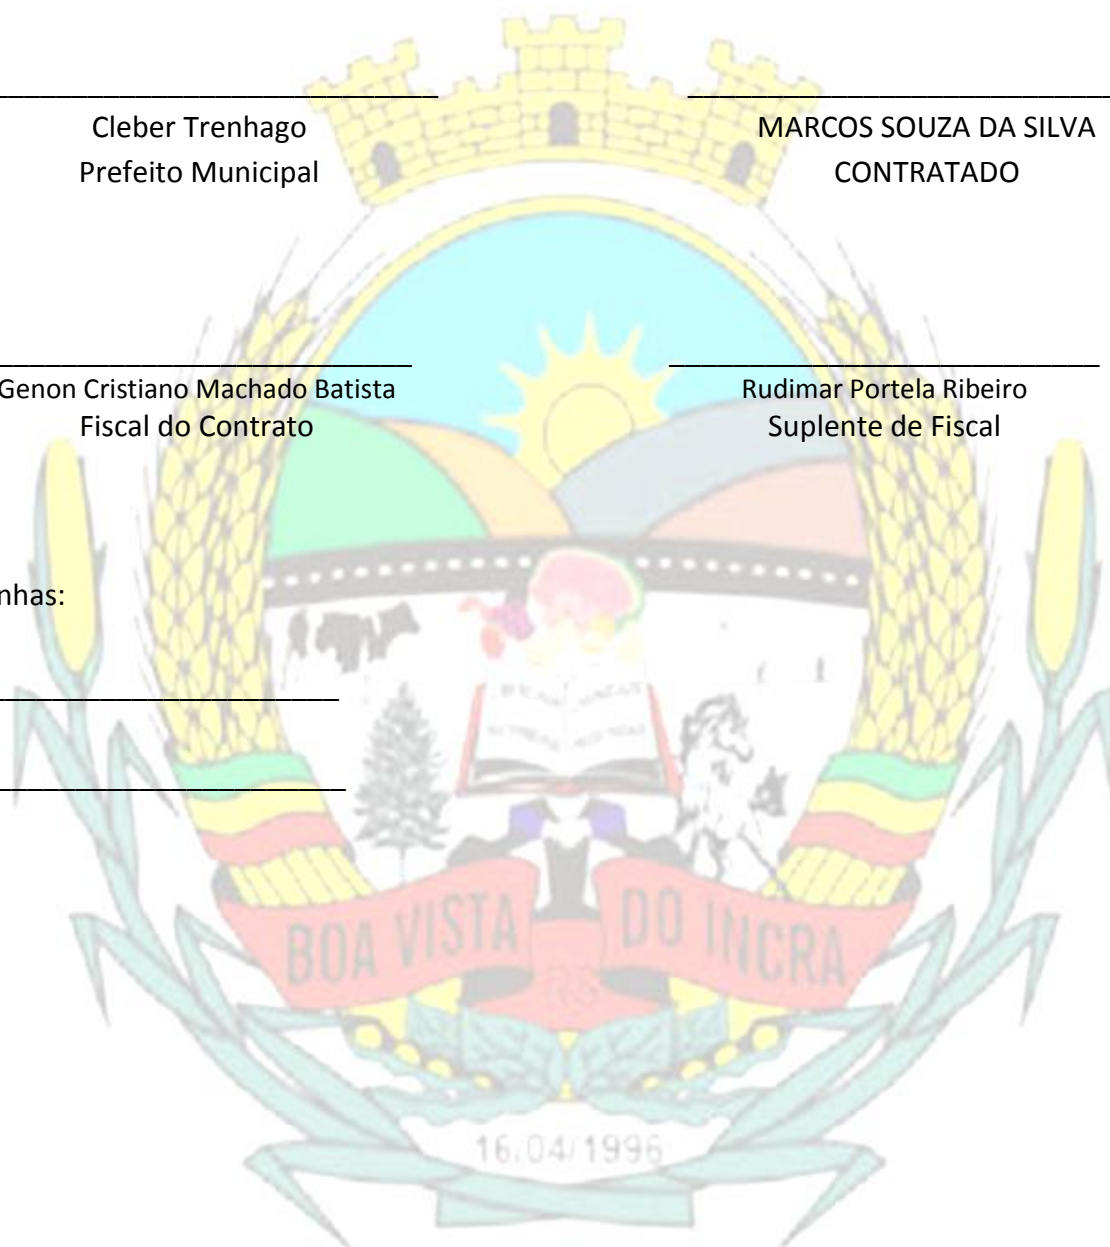 Cleber Trenhago
Prefeito Municipal
MARCOS SOUZA DA SILVA
CONTRATADO
Genon Cristiano Machado Batista
Fiscal do Contrato
Rudimar Portela Ribeiro
Suplente de Fiscal
nhas:
BOA VISTA DO INCRA
RS
16/04/1996